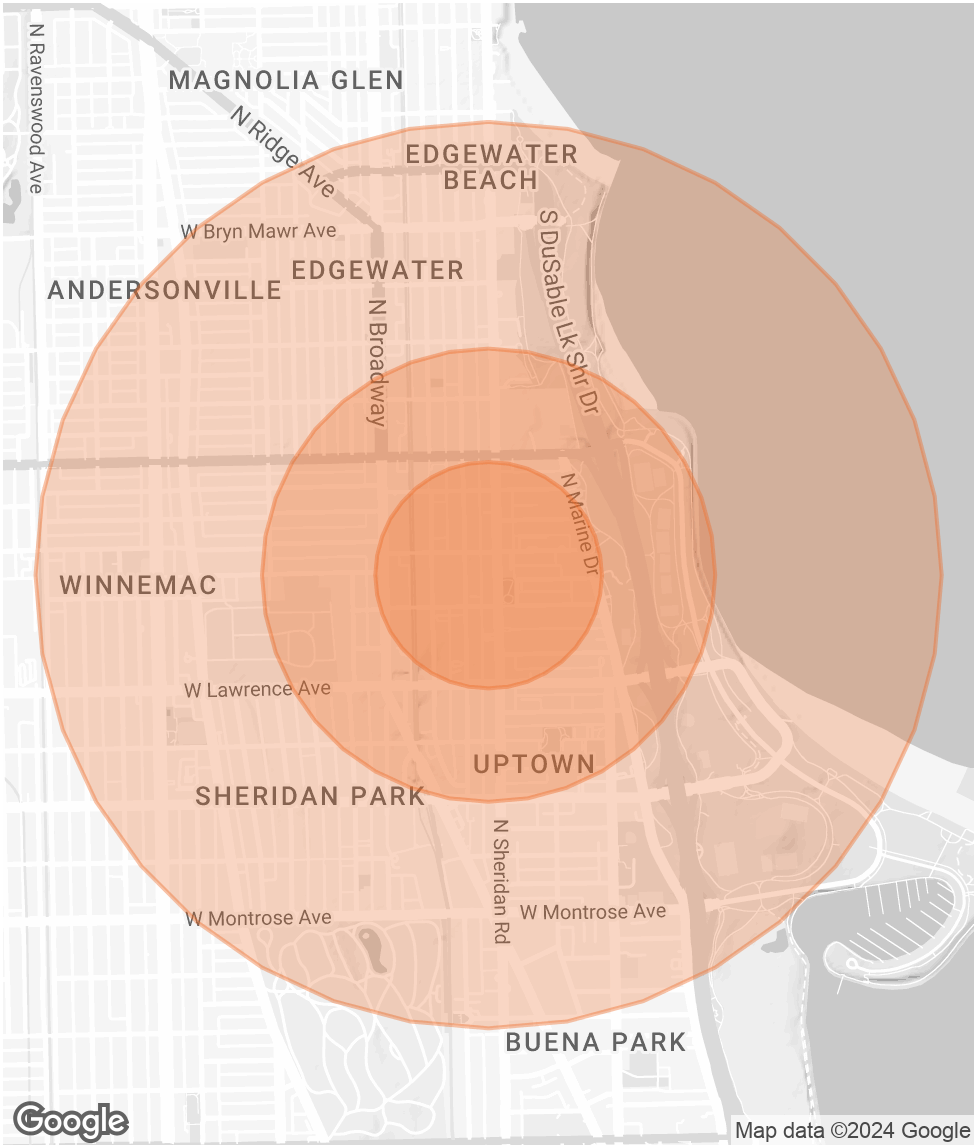 N Ravenswood Ave
MAGNOLIA GLEN
N Ridge Ave
EDGEWATER
BEACH
W Bryn Mawr Ave
S DuSable Lk Shr Dr
EDGEWATER
ANDERSONVILLE
N Broadway
N Marine Dr
WINNEMAC
W Lawrence Ave
UPTOWN
SHERIDAN PARK
N Sheridan Rd
W Montrose Ave
W Montrose Ave
BUENA PARK
Google
Map data ©2024 Google